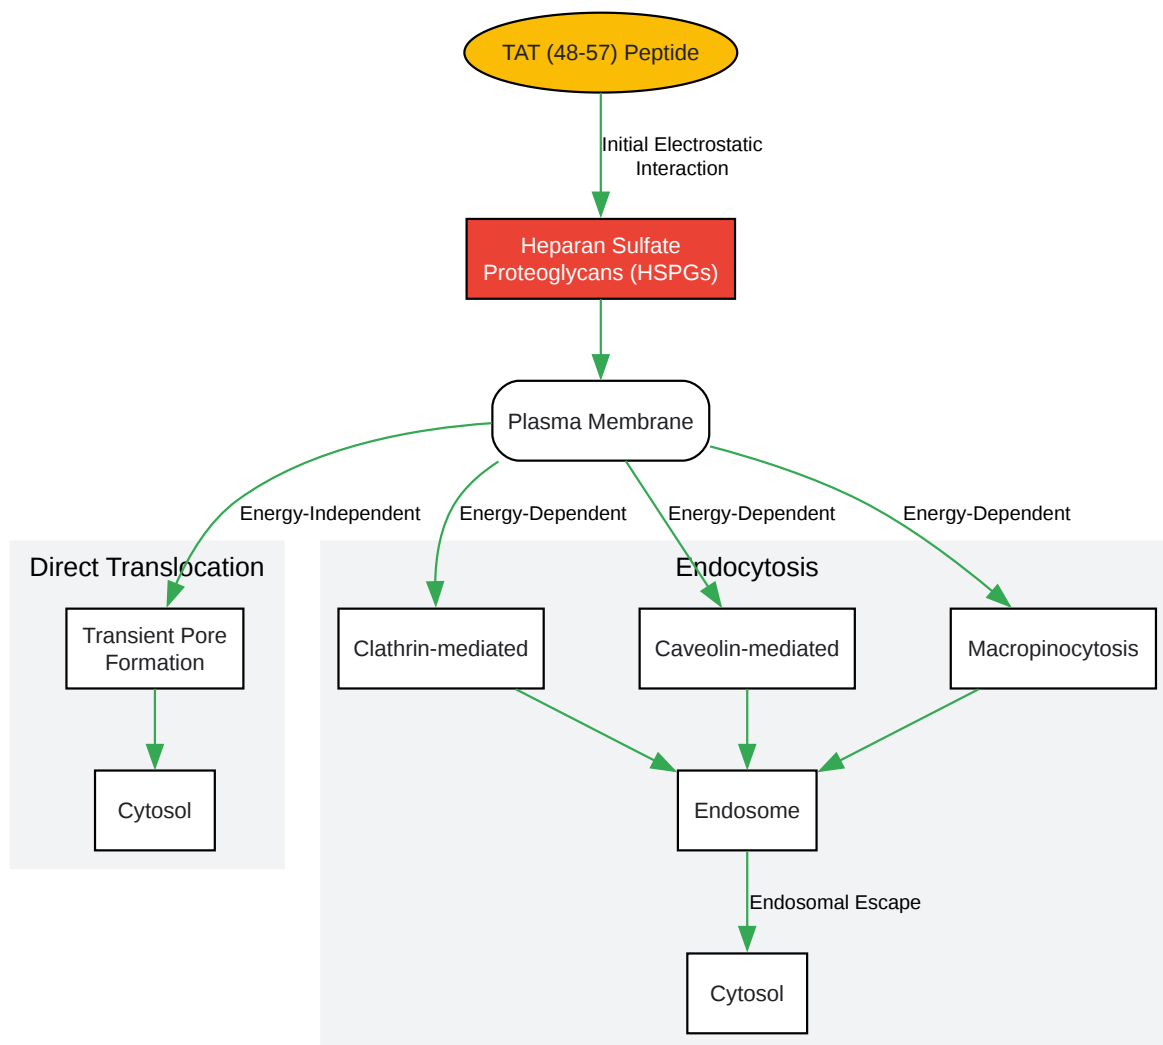 TAT (48-57) Peptide
Initial Electrostatic
Interaction
Heparan Sulfate
Proteoglycans (HSPGs)
Plasma Membrane
Energy-Independent
Energy-Dependent
Energy-Dependent
Energy-Dependent
Direct Translocation
Endocytosis
Transient Pore
Formation
Clathrin-mediated
Caveolin-mediated
Macropinocytosis
Cytosol
Endosome
Endosomal Escape
Cytosol